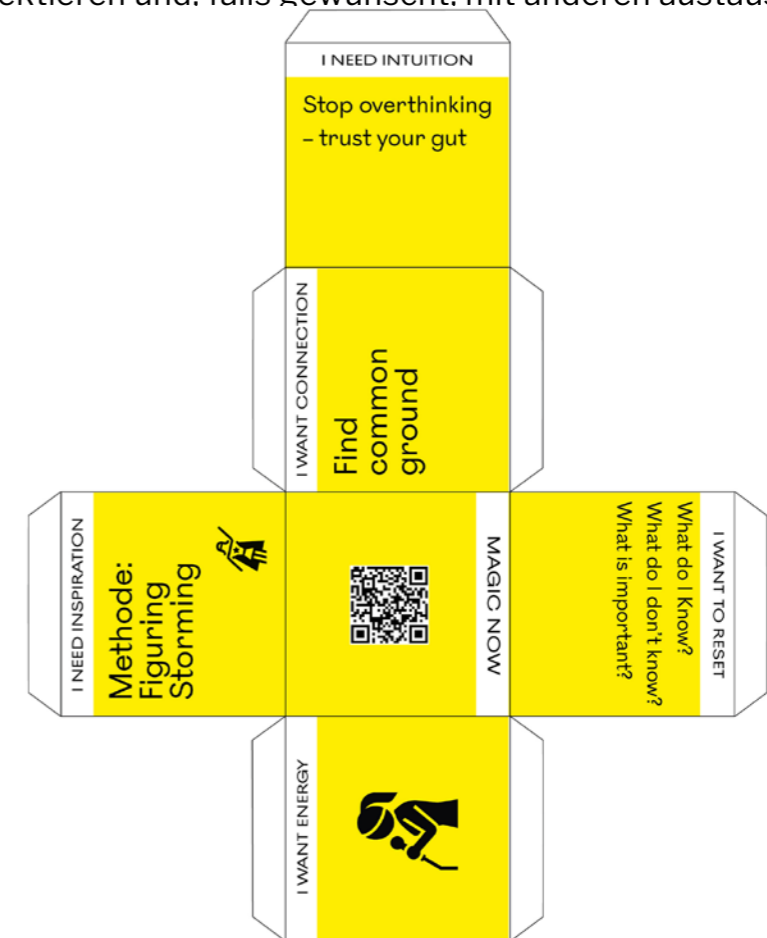 ektieren und, falls gewünscht, mit anderen austaus
I NEED INTUITION
Stop overthinking
– trust your gut
I WANT CONNECTION
Find
common
ground
I NEED INSPIRATION
Methode:
Figuring
Storming
MAGIC NOW
I WANT TO RESET
What do I Know?
What do I don't know?
What is important?
I WANT ENERGY